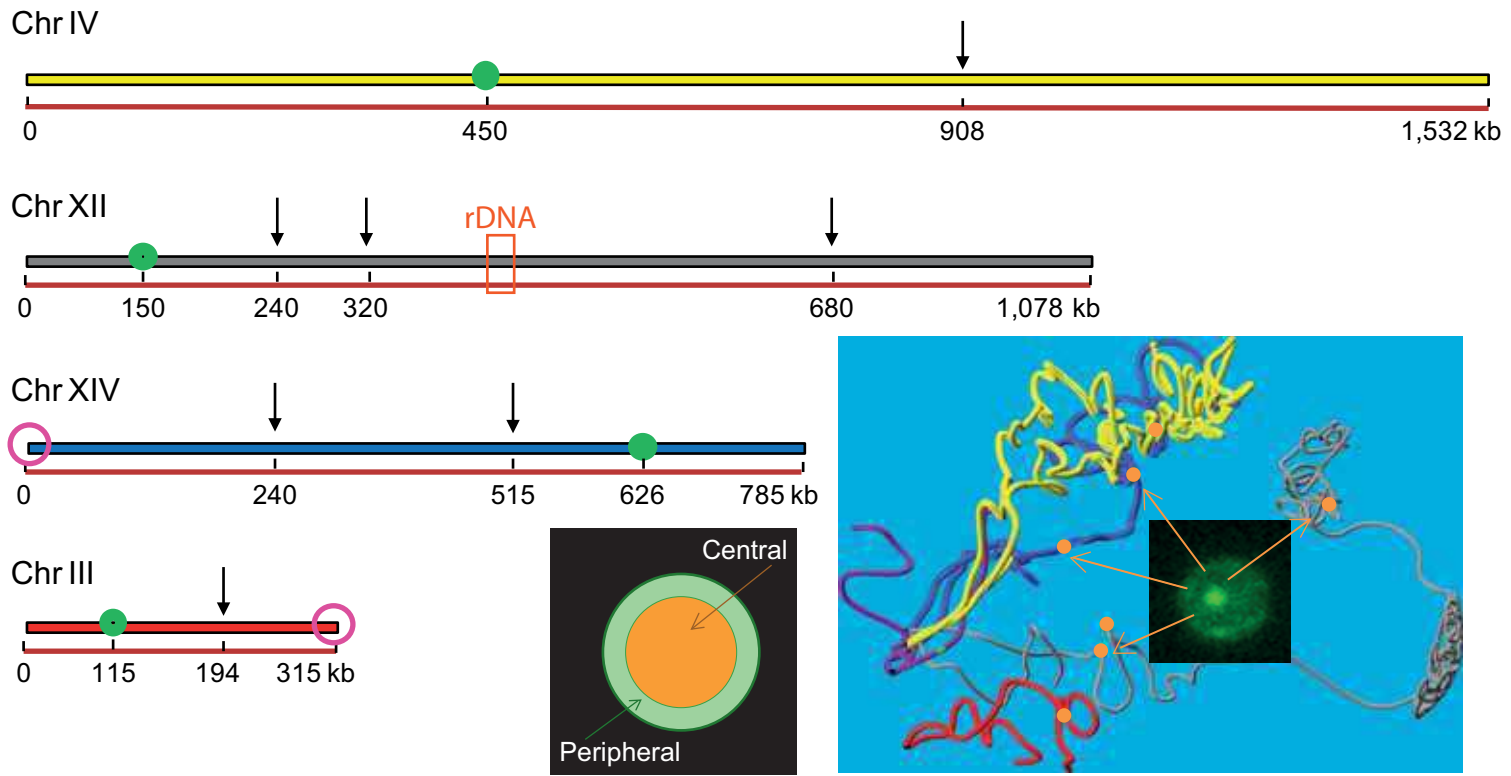 Chr IV
0 450 908 1,532 kb
Chr XII
rDNA
0 150 240 320 680 1,078 kb
Chr XIV
0 240 515 626 785 kb
Chr III
0 115 194 315 kb
Central
Peripheral